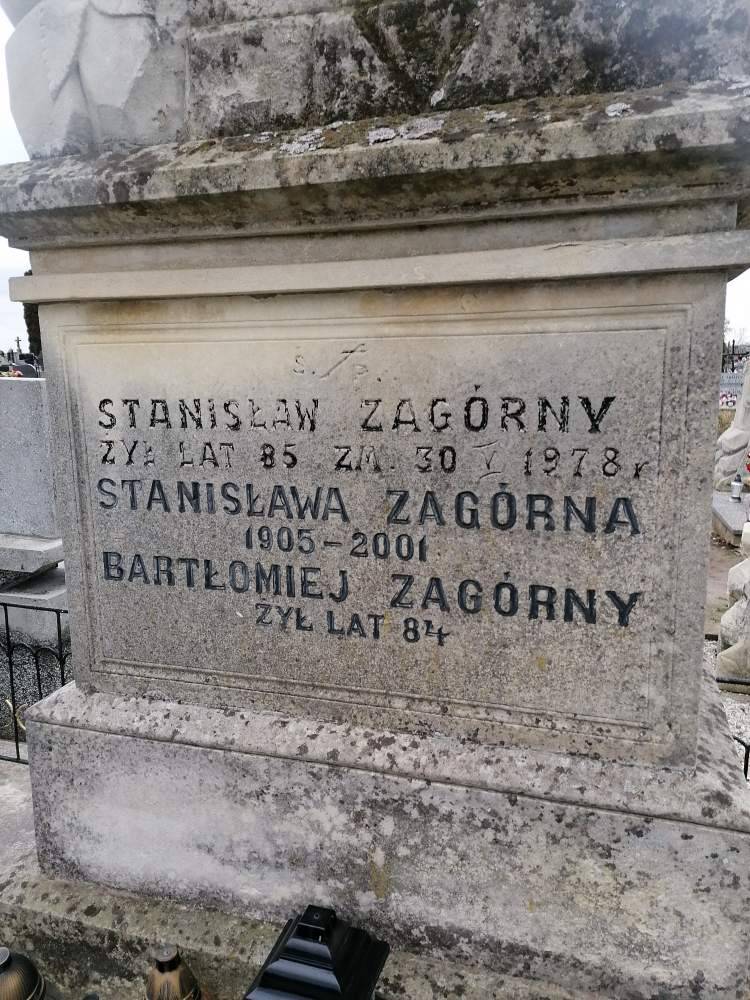 Ś. † P.
STANISŁAW ZAGÓRNY
ŻYŁ LAT 85 ZM. 30 V 1978 r
STANISŁAWA ZAGÓRNA
1905-2001
BARTŁOMIEJ ZAGÓRNY
ŻYŁ LAT 84